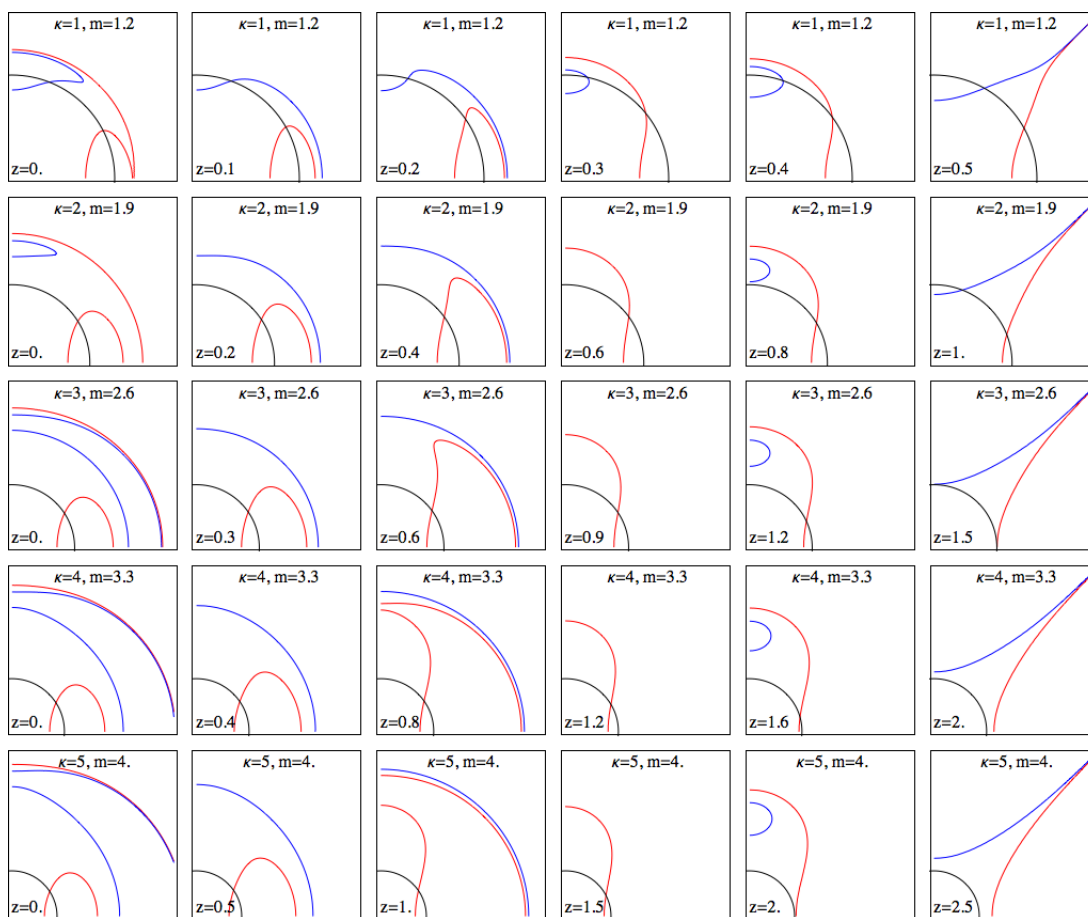 κ=1, m=1.2
z=0.
κ=1, m=1.2
z=0.1
κ=1, m=1.2
z=0.2
κ=1, m=1.2
z=0.3
κ=1, m=1.2
z=0.4
κ=1, m=1.2
z=0.5
κ=2, m=1.9
z=0.
κ=2, m=1.9
z=0.2
κ=2, m=1.9
z=0.4
κ=2, m=1.9
z=0.6
κ=2, m=1.9
z=0.8
κ=2, m=1.9
z=1.
κ=3, m=2.6
z=0.
κ=3, m=2.6
z=0.3
κ=3, m=2.6
z=0.6
κ=3, m=2.6
z=0.9
κ=3, m=2.6
z=1.2
κ=3, m=2.6
z=1.5
κ=4, m=3.3
z=0.
κ=4, m=3.3
z=0.4
κ=4, m=3.3
z=0.8
κ=4, m=3.3
z=1.2
κ=4, m=3.3
z=1.6
κ=4, m=3.3
z=2.
κ=5, m=4.
z=0.
κ=5, m=4.
z=0.5
κ=5, m=4.
z=1.
κ=5, m=4.
z=1.5
κ=5, m=4.
z=2.
κ=5, m=4.
z=2.5